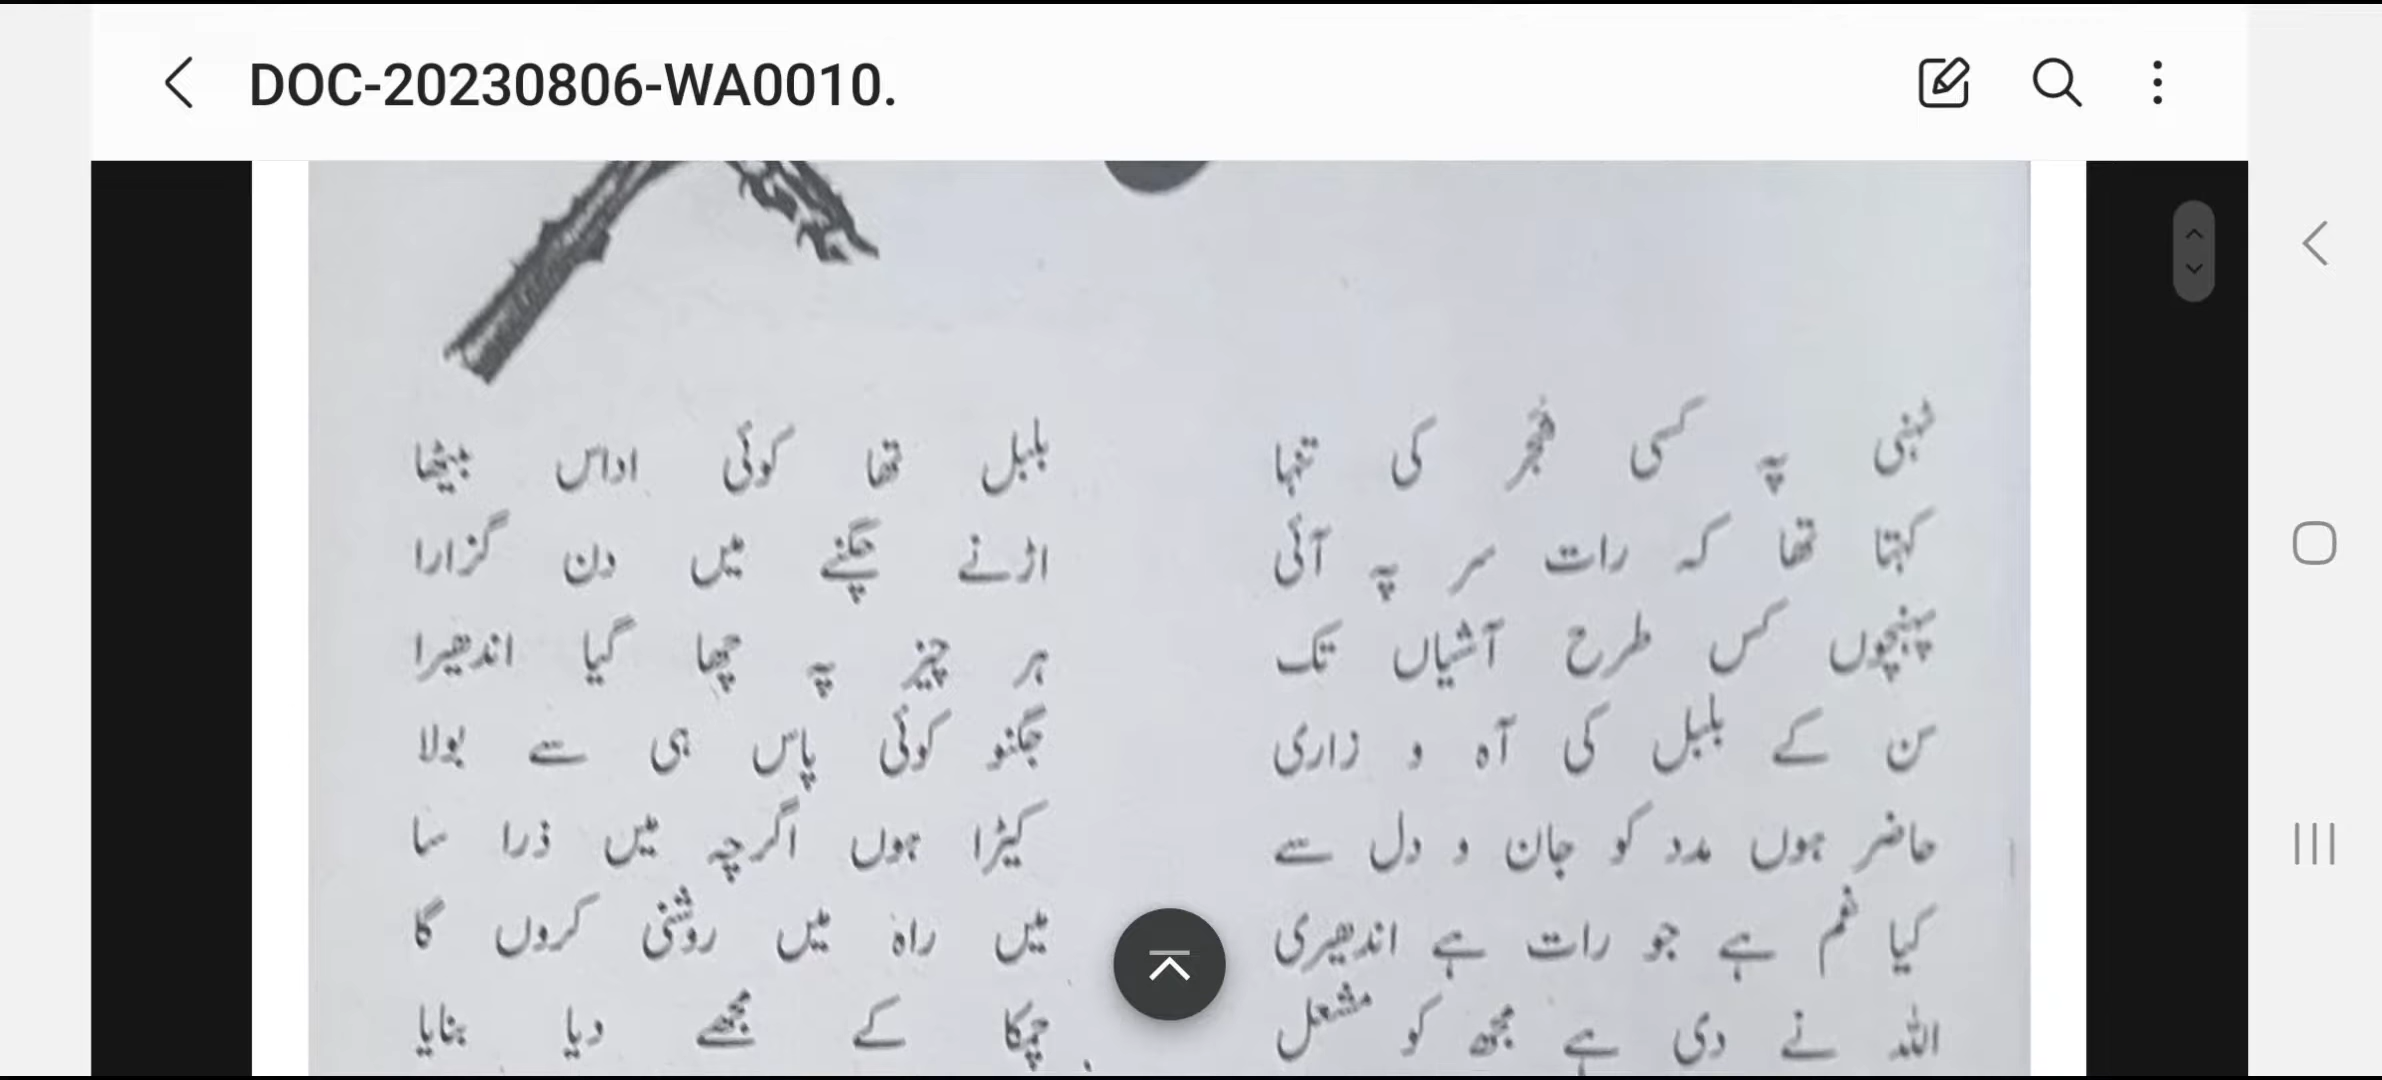 DOC-20230806-WA0010.
ٹہنی پہ کسی شجر کی تنہا بلبل تھا کوئی اداس بیٹھا
کہتا تھا کہ رات سر پہ آئی اڑنے چگنے میں دن گزارا
پہنچوں کس طرح آشیاں تک ہر چیز پہ چھا گیا اندھیرا
سن کے بلبل کی آہ و زاری جگنو کوئی پاس ہی سے بولا
حاضر ہوں مدد کو جان و دل سے کیڑا ہوں اگرچہ میں ذرا سا
کیا غم ہے جو رات ہے اندھیری میں راہ میں روشنی کروں گا
اللہ نے دی ہے مجھ کو مشعل چمکا کے مجھے دیا بنایا